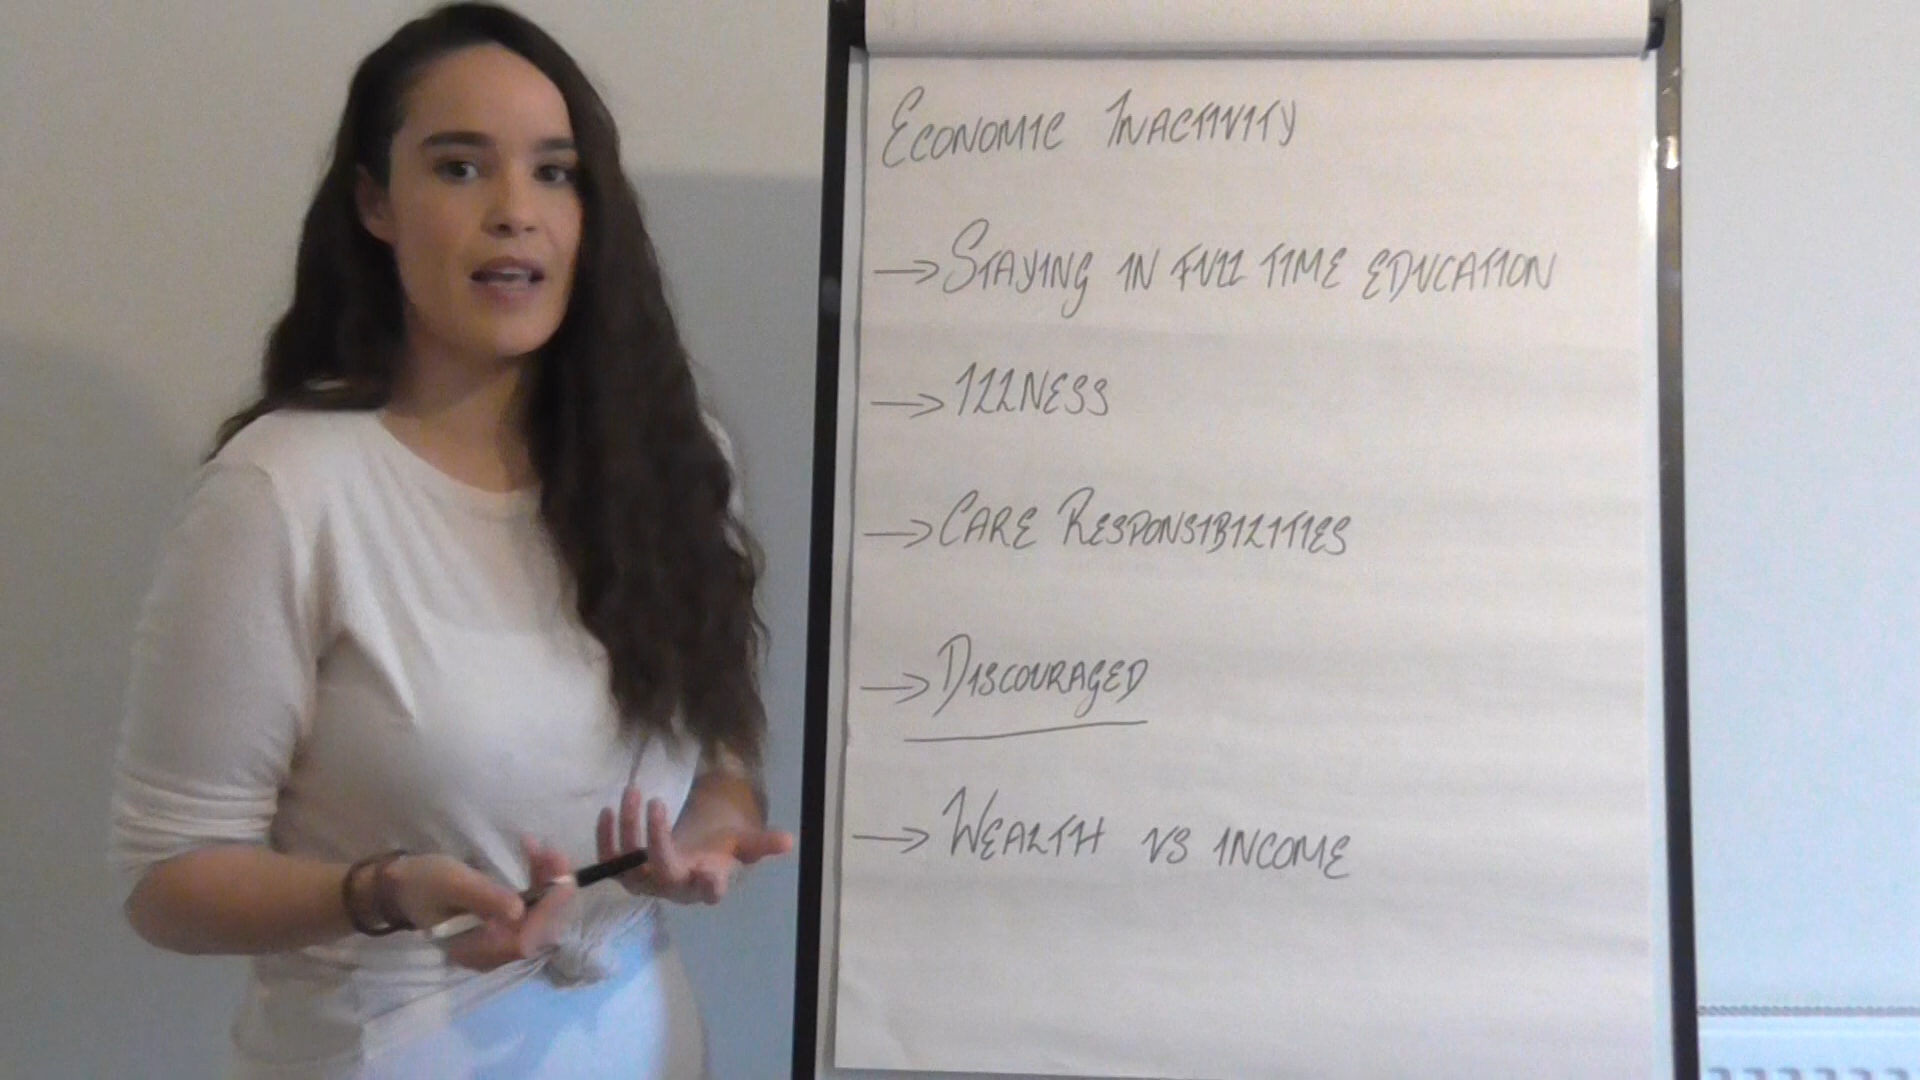 ECONOMIC INACTIVITY
→ STAYING IN FULL TIME EDUCATION
→ ILLNESS
→ CARE RESPONSIBILITIES
→ DISCOURAGED
→ WEALTH VS INCOME